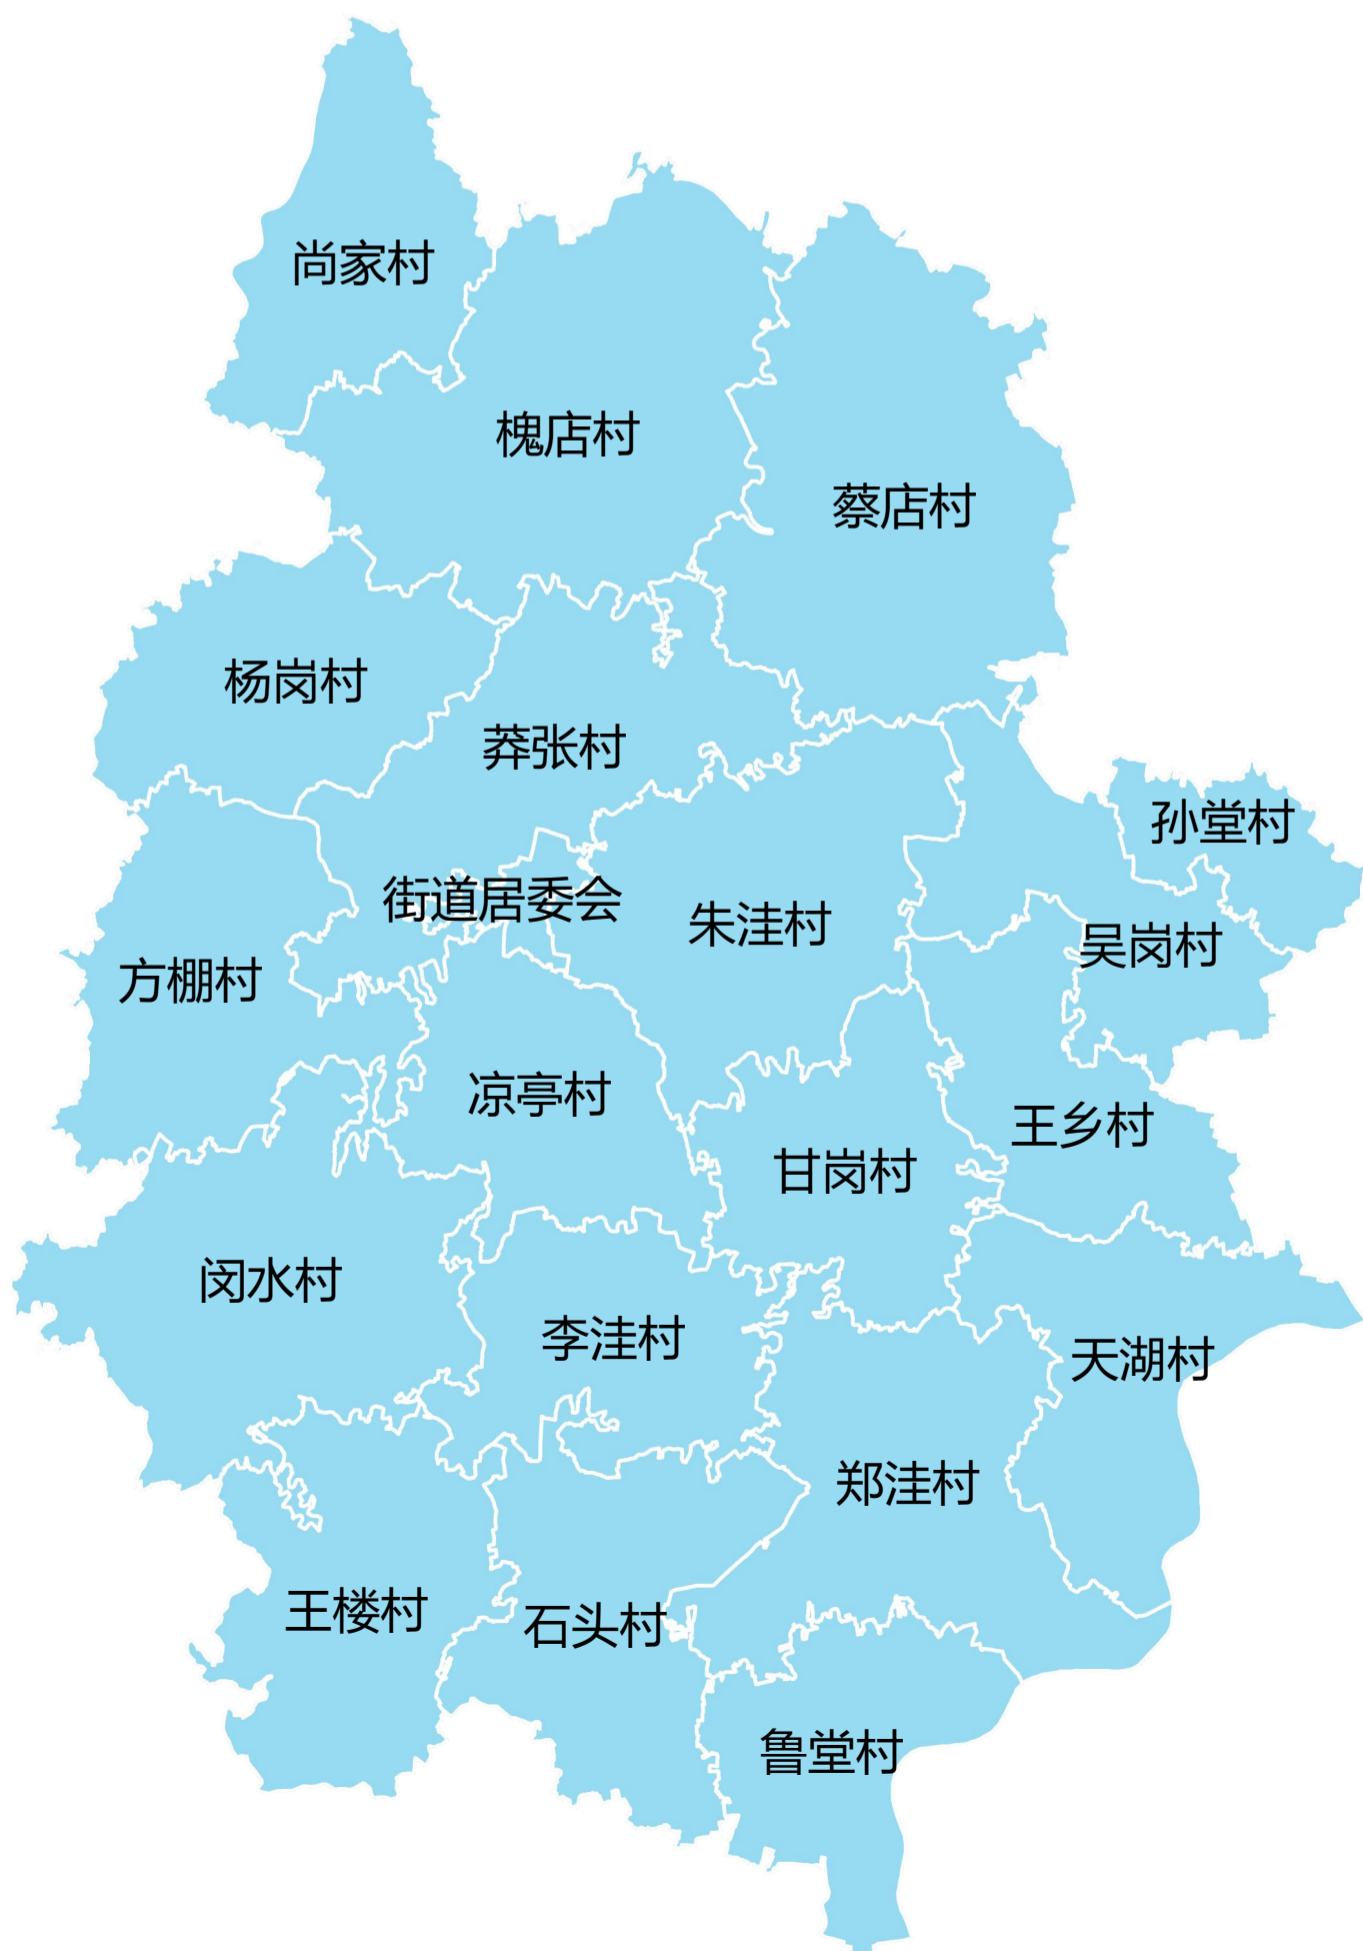 尚家村
槐店村
蔡店村
杨岗村
莽张村
孙堂村
街道居委会
朱洼村
吴岗村
方棚村
凉亭村
王乡村
甘岗村
闵水村
李洼村
天湖村
郑洼村
王楼村
石头村
鲁堂村